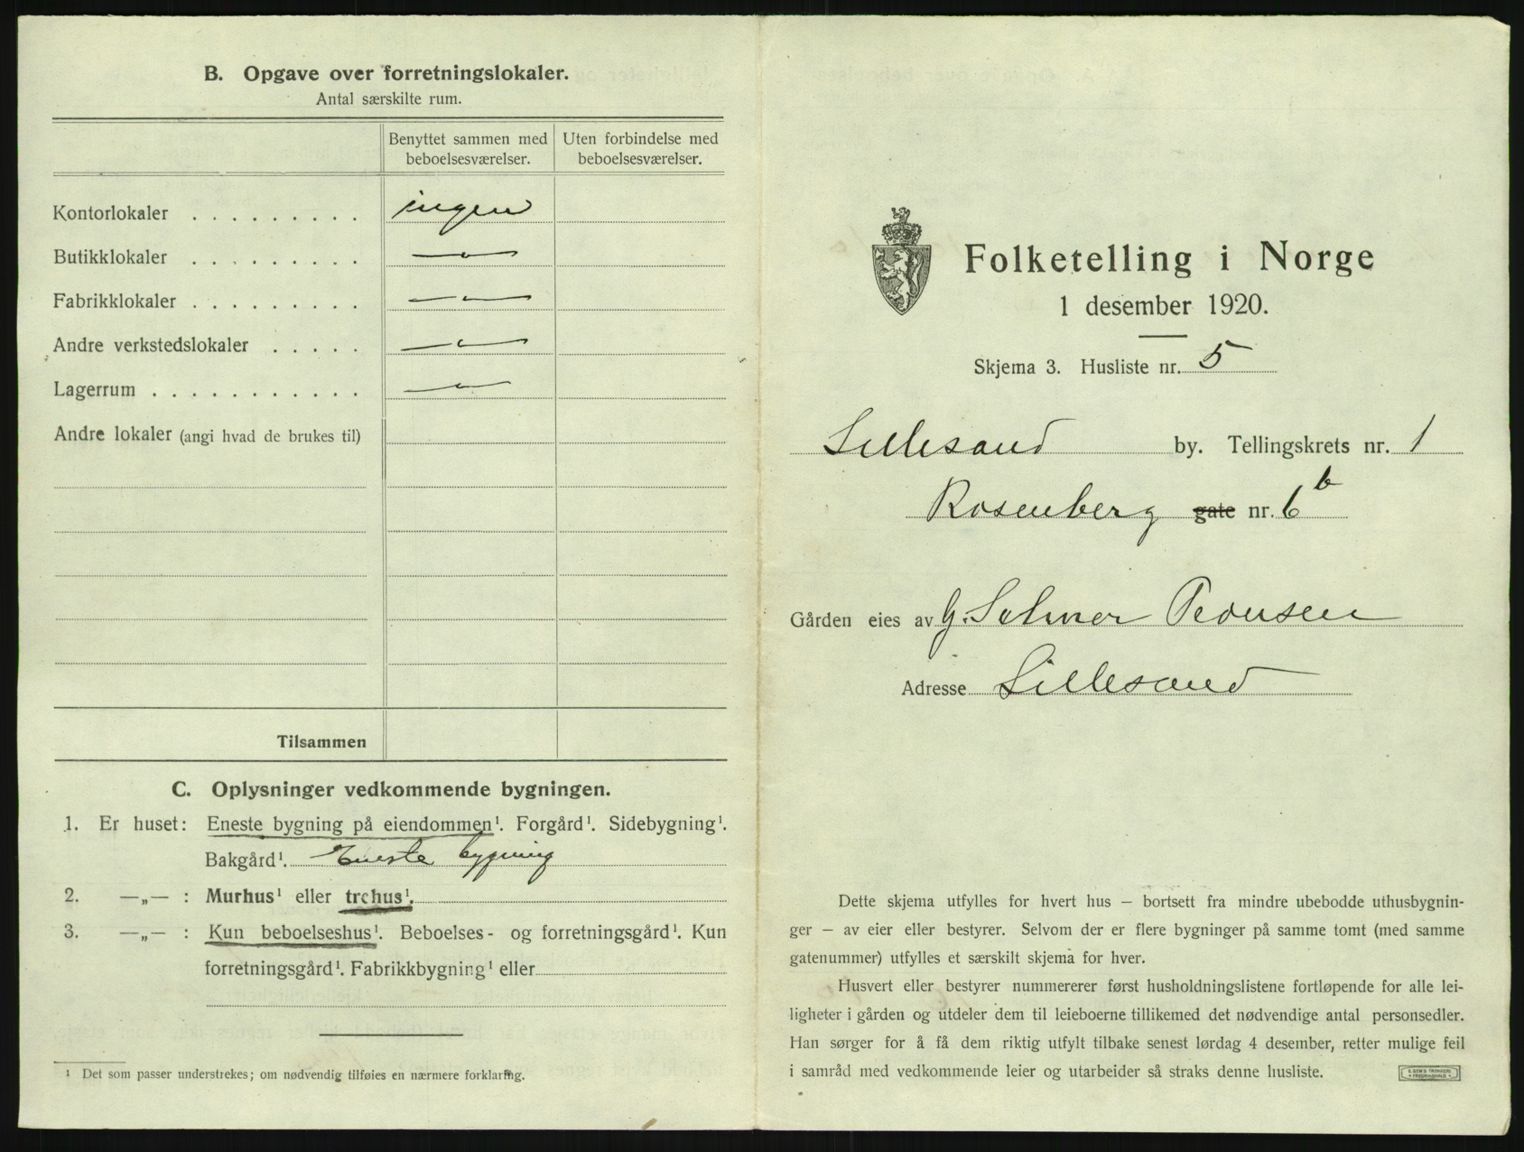 B. Opgave over forretningslokaler.
Antal særskilte rum.
Benyttet sammen med beboelsesværelser.
Uten forbindelse med beboelsesværelser.
Kontorlokaler . . . . . . . . . ingen
Butikklokaler . . . . . . . . . —"—
Fabrikklokaler . . . . . . . . . —"—
Andre verkstedslokaler . . . . . —"—
Lagerrum . . . . . . . . . . . —"—
Andre lokaler (angi hvad de brukes til)
Tilsammen
C. Oplysninger vedkommende bygningen.
1. Er huset: Eneste bygning på eiendommen¹. Forgård¹. Sidebygning¹.
Bakgård¹. Eneste bygning
2. —„— : Murhus¹ eller trehus¹.
3. —„— : Kun beboelseshus¹. Beboelses- og forretningsgård¹. Kun
forretningsgård¹. Fabrikkbygning¹ eller
¹ Det som passer understrekes; om nødvendig tilføies en nærmere forklaring.
Folketelling i Norge
1 desember 1920.
Skjema 3. Husliste nr. 5
Lillesand by. Tellingskrets nr. 1
Rosenberg gate nr. 6 b
Gården eies av G. Selmer Pedersen
Adresse Lillesand
Dette skjema utfylles for hvert hus – bortsett fra mindre ubebodde uthusbygnin-
ger – av eier eller bestyrer. Selvom der er flere bygninger på samme tomt (med samme
gatenummer) utfylles et særskilt skjema for hver.
Husvert eller bestyrer nummererer først husholdningslistene fortløpende for alle lei-
ligheter i gården og utdeler dem til leieboerne tillikemed det nødvendige antal personsedler.
Han sørger for å få dem riktig utfylt tilbake senest lørdag 4 desember, retter mulige feil
i samråd med vedkommende leier og utarbeider så straks denne husliste.